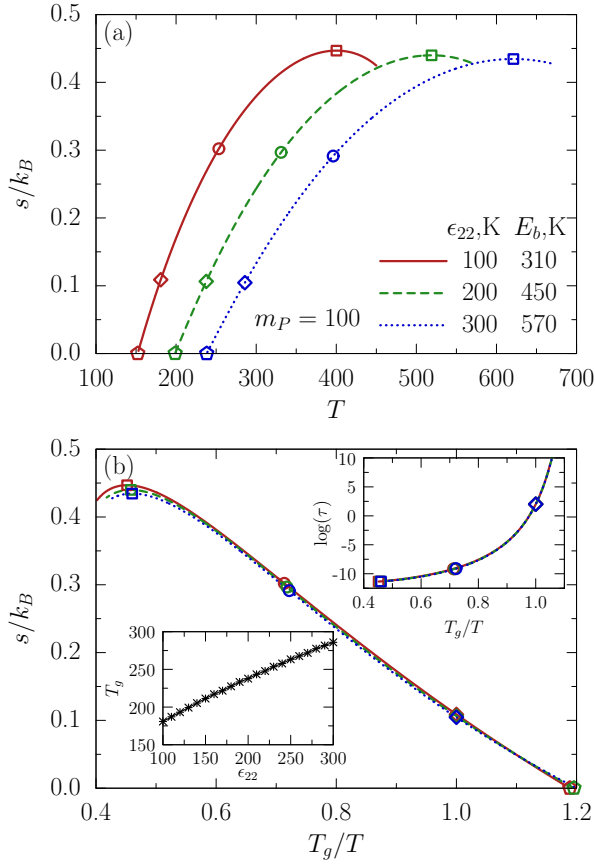 (a)
0.5
0.4
0.3
0.2
0.1
0.0
s/k_B
ϵ₂₂,K E_b,K
100 310
200 450
300 570
m_P = 100
100 200 300 400 500 600 700
T
(b)
0.5
0.4
0.3
0.2
0.1
0.0
s/k_B
10
5
0
-5
-10
log(τ)
0.4 0.6 0.8 1.0
T_g/T
300
250
200
150
T_g
100 150 200 250 300
ϵ₂₂
0.4 0.6 0.8 1.0 1.2
T_g/T